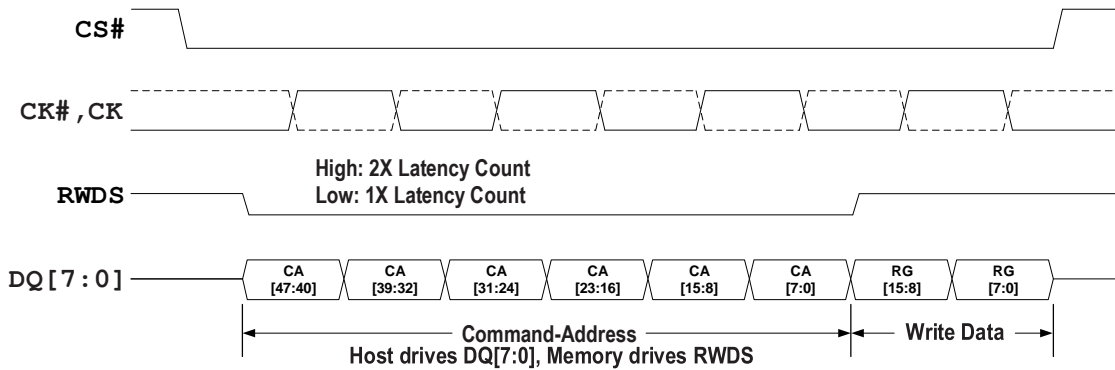 CS#
CK#,CK
High: 2X Latency Count
RWDS
Low: 1X Latency Count
DQ[7:0]
CA CA CA CA CA CA RG RG
[47:40] [39:32] [31:24] [23:16] [15:8] [7:0] [15:8] [7:0]
Command-Address Write Data
Host drives DQ[7:0], Memory drives RWDS